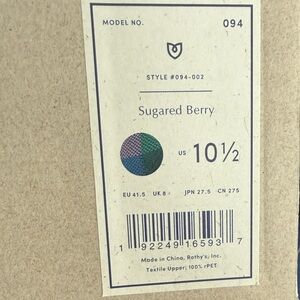 MODEL NO. 094
STYLE #094-002
Sugared Berry
US 10½
EU 41.5 UK 8 JPN 27.5 CN 275
1 92249 16593 7
Made in China, Rothy's, Inc.
Textile Upper; 100% rPET